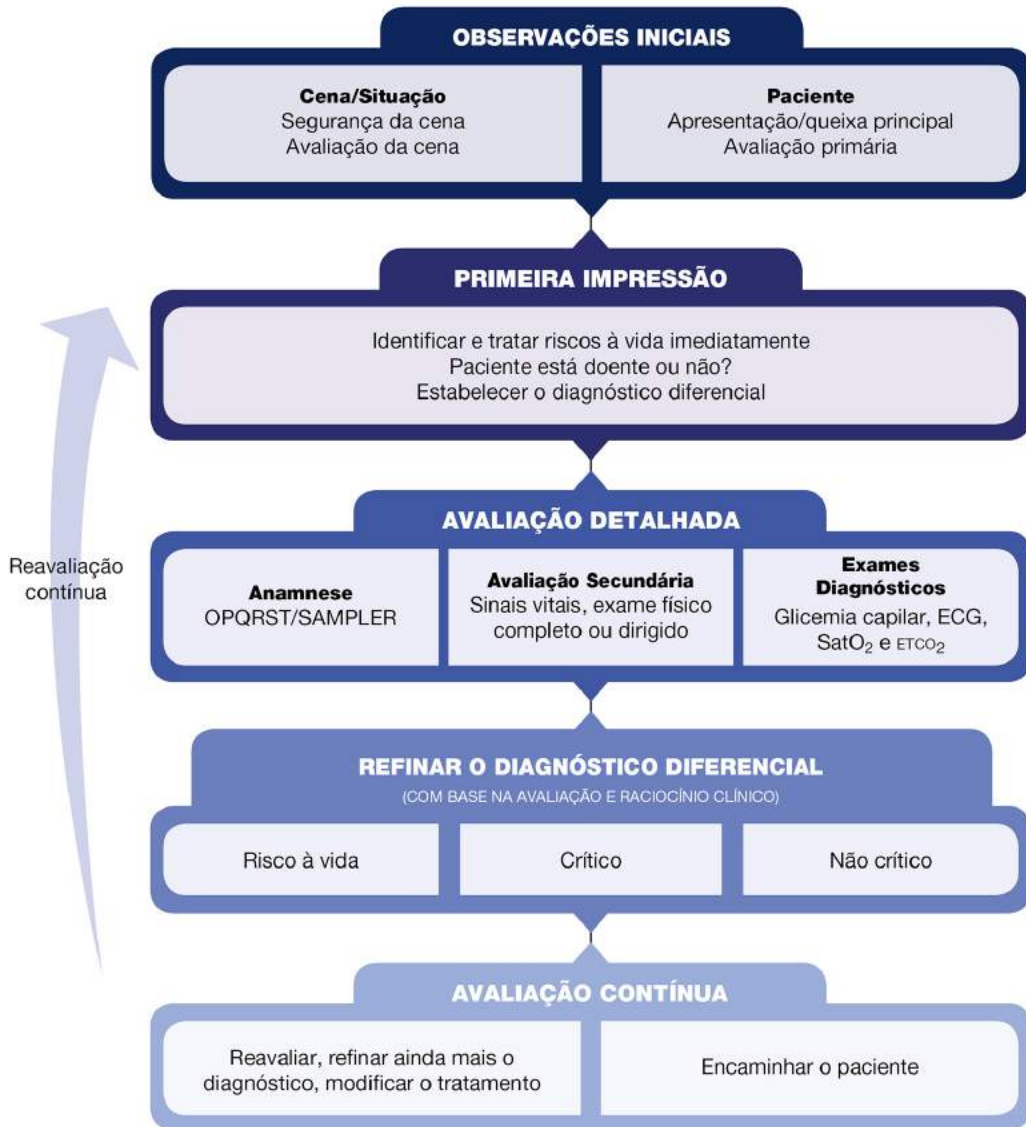 OBSERVAÇÕES INICIAIS
Cena/Situação
Segurança da cena
Avaliação da cena
Paciente
Apresentação/queixa principal
Avaliação primária
PRIMEIRA IMPRESSÃO
Identificar e tratar riscos à vida imediatamente
Paciente está doente ou não?
Estabelecer o diagnóstico diferencial
AVALIAÇÃO DETALHADA
Anamnese
OPQRST/SAMPLER
Avaliação Secundária
Sinais vitais, exame físico
completo ou dirigido
Exames
Diagnósticos
Glicemia capilar, ECG,
SatO₂ e ETCO₂
Reavaliação
contínua
REFINAR O DIAGNÓSTICO DIFERENCIAL
(COM BASE NA AVALIAÇÃO E RACIOCÍNIO CLÍNICO)
Risco à vida
Crítico
Não crítico
AVALIAÇÃO CONTÍNUA
Reavaliar, refinar ainda mais o
diagnóstico, modificar o tratamento
Encaminhar o paciente